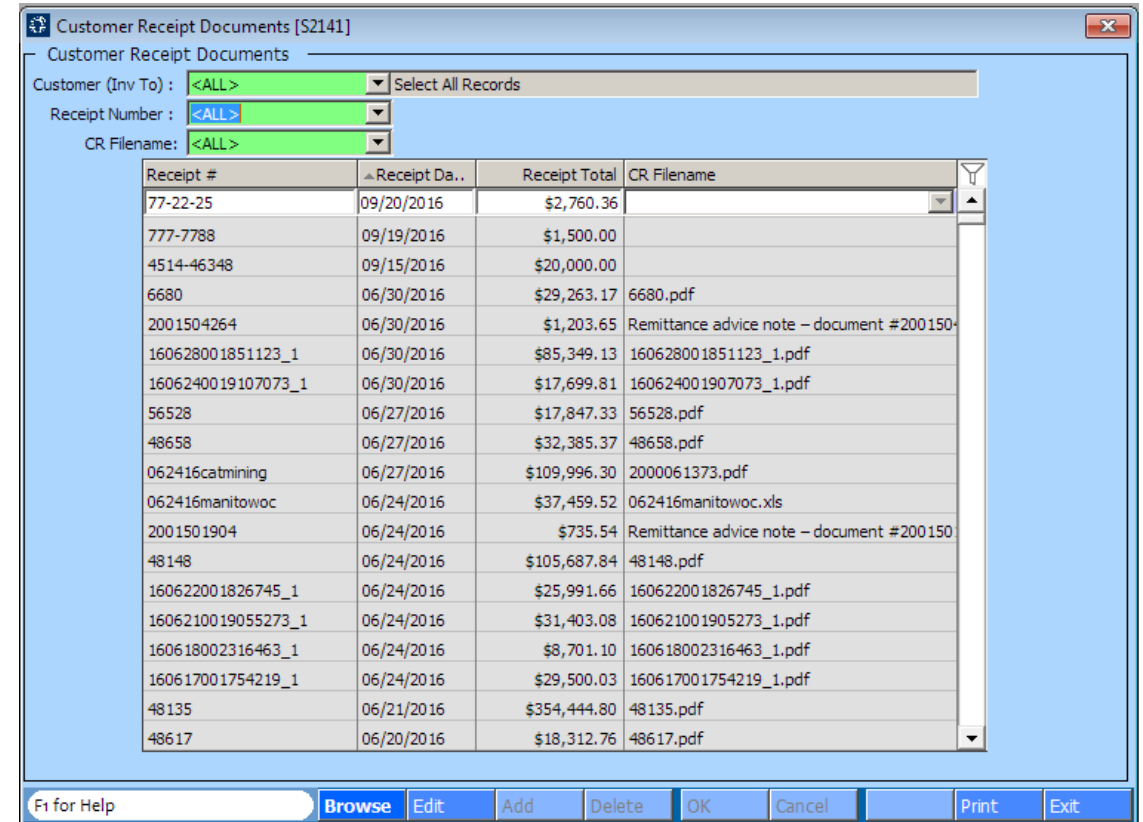 Customer Receipt Documents [S2141]
Customer Receipt Documents
Customer (Inv To) : <ALL> Select All Records
Receipt Number : <ALL>
CR Filename: <ALL>
Receipt # Receipt Da.. Receipt Total CR Filename
77-22-25 09/20/2016 $2,760.36
777-7788 09/19/2016 $1,500.00
4514-46348 09/15/2016 $20,000.00
6680 06/30/2016 $29,263.17 6680.pdf
2001504264 06/30/2016 $1,203.65 Remittance advice note – document #200150
160628001851123_1 06/30/2016 $85,349.13 160628001851123_1.pdf
1606240019107073_1 06/30/2016 $17,699.81 160624001907073_1.pdf
56528 06/27/2016 $17,847.33 56528.pdf
48658 06/27/2016 $32,385.37 48658.pdf
062416catmining 06/27/2016 $109,996.30 2000061373.pdf
062416manitowoc 06/24/2016 $37,459.52 062416manitowoc.xls
2001501904 06/24/2016 $735.54 Remittance advice note – document #200150
48148 06/24/2016 $105,687.84 48148.pdf
160622001826745_1 06/24/2016 $25,991.66 160622001826745_1.pdf
1606210019055273_1 06/24/2016 $31,403.08 160621001905273_1.pdf
160618002316463_1 06/24/2016 $8,701.10 160618002316463_1.pdf
160617001754219_1 06/24/2016 $29,500.03 160617001754219_1.pdf
48135 06/21/2016 $354,444.80 48135.pdf
48617 06/20/2016 $18,312.76 48617.pdf
F1 for Help Browse Edit Add Delete OK Cancel Print Exit